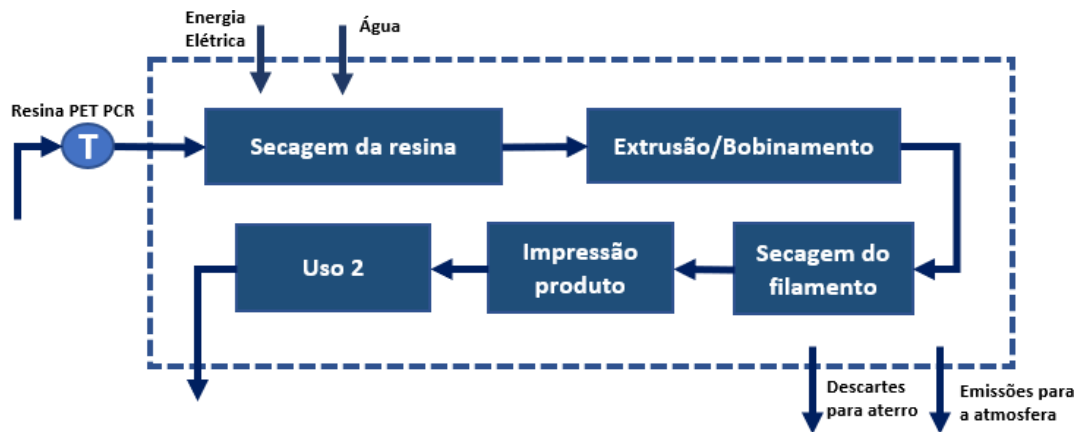 Energia
Elétrica
Água
Resina PET PCR
T
Secagem da resina
Extrusão/Bobinamento
Uso 2
Impressão
produto
Secagem do
filamento
Descartes
para aterro
Emissões para
a atmosfera